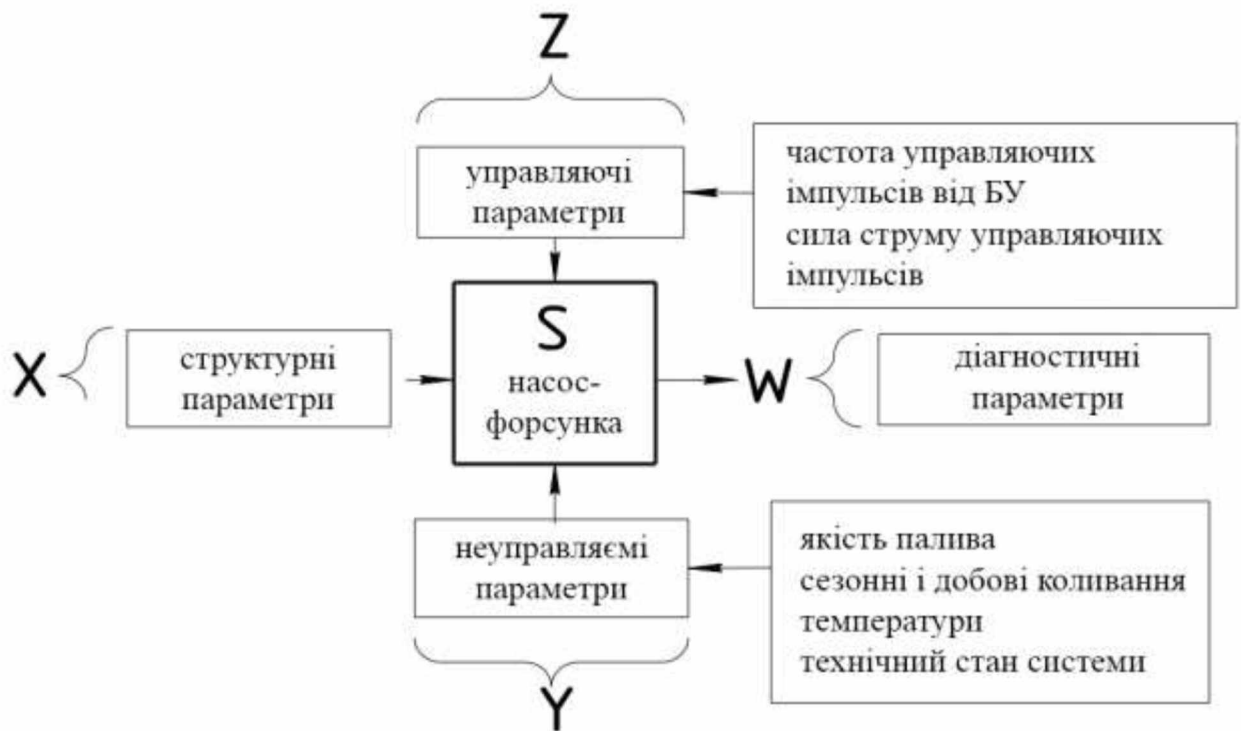 Z
управляючі
параметри
частота управляючих
імпульсів від БУ
сила струму управляючих
імпульсів
X
структурні
параметри
S
насос-
форсунка
W
діагностичні
параметри
неуправляємі
параметри
якість палива
сезонні і добові коливання
температури
технічний стан системи
Y